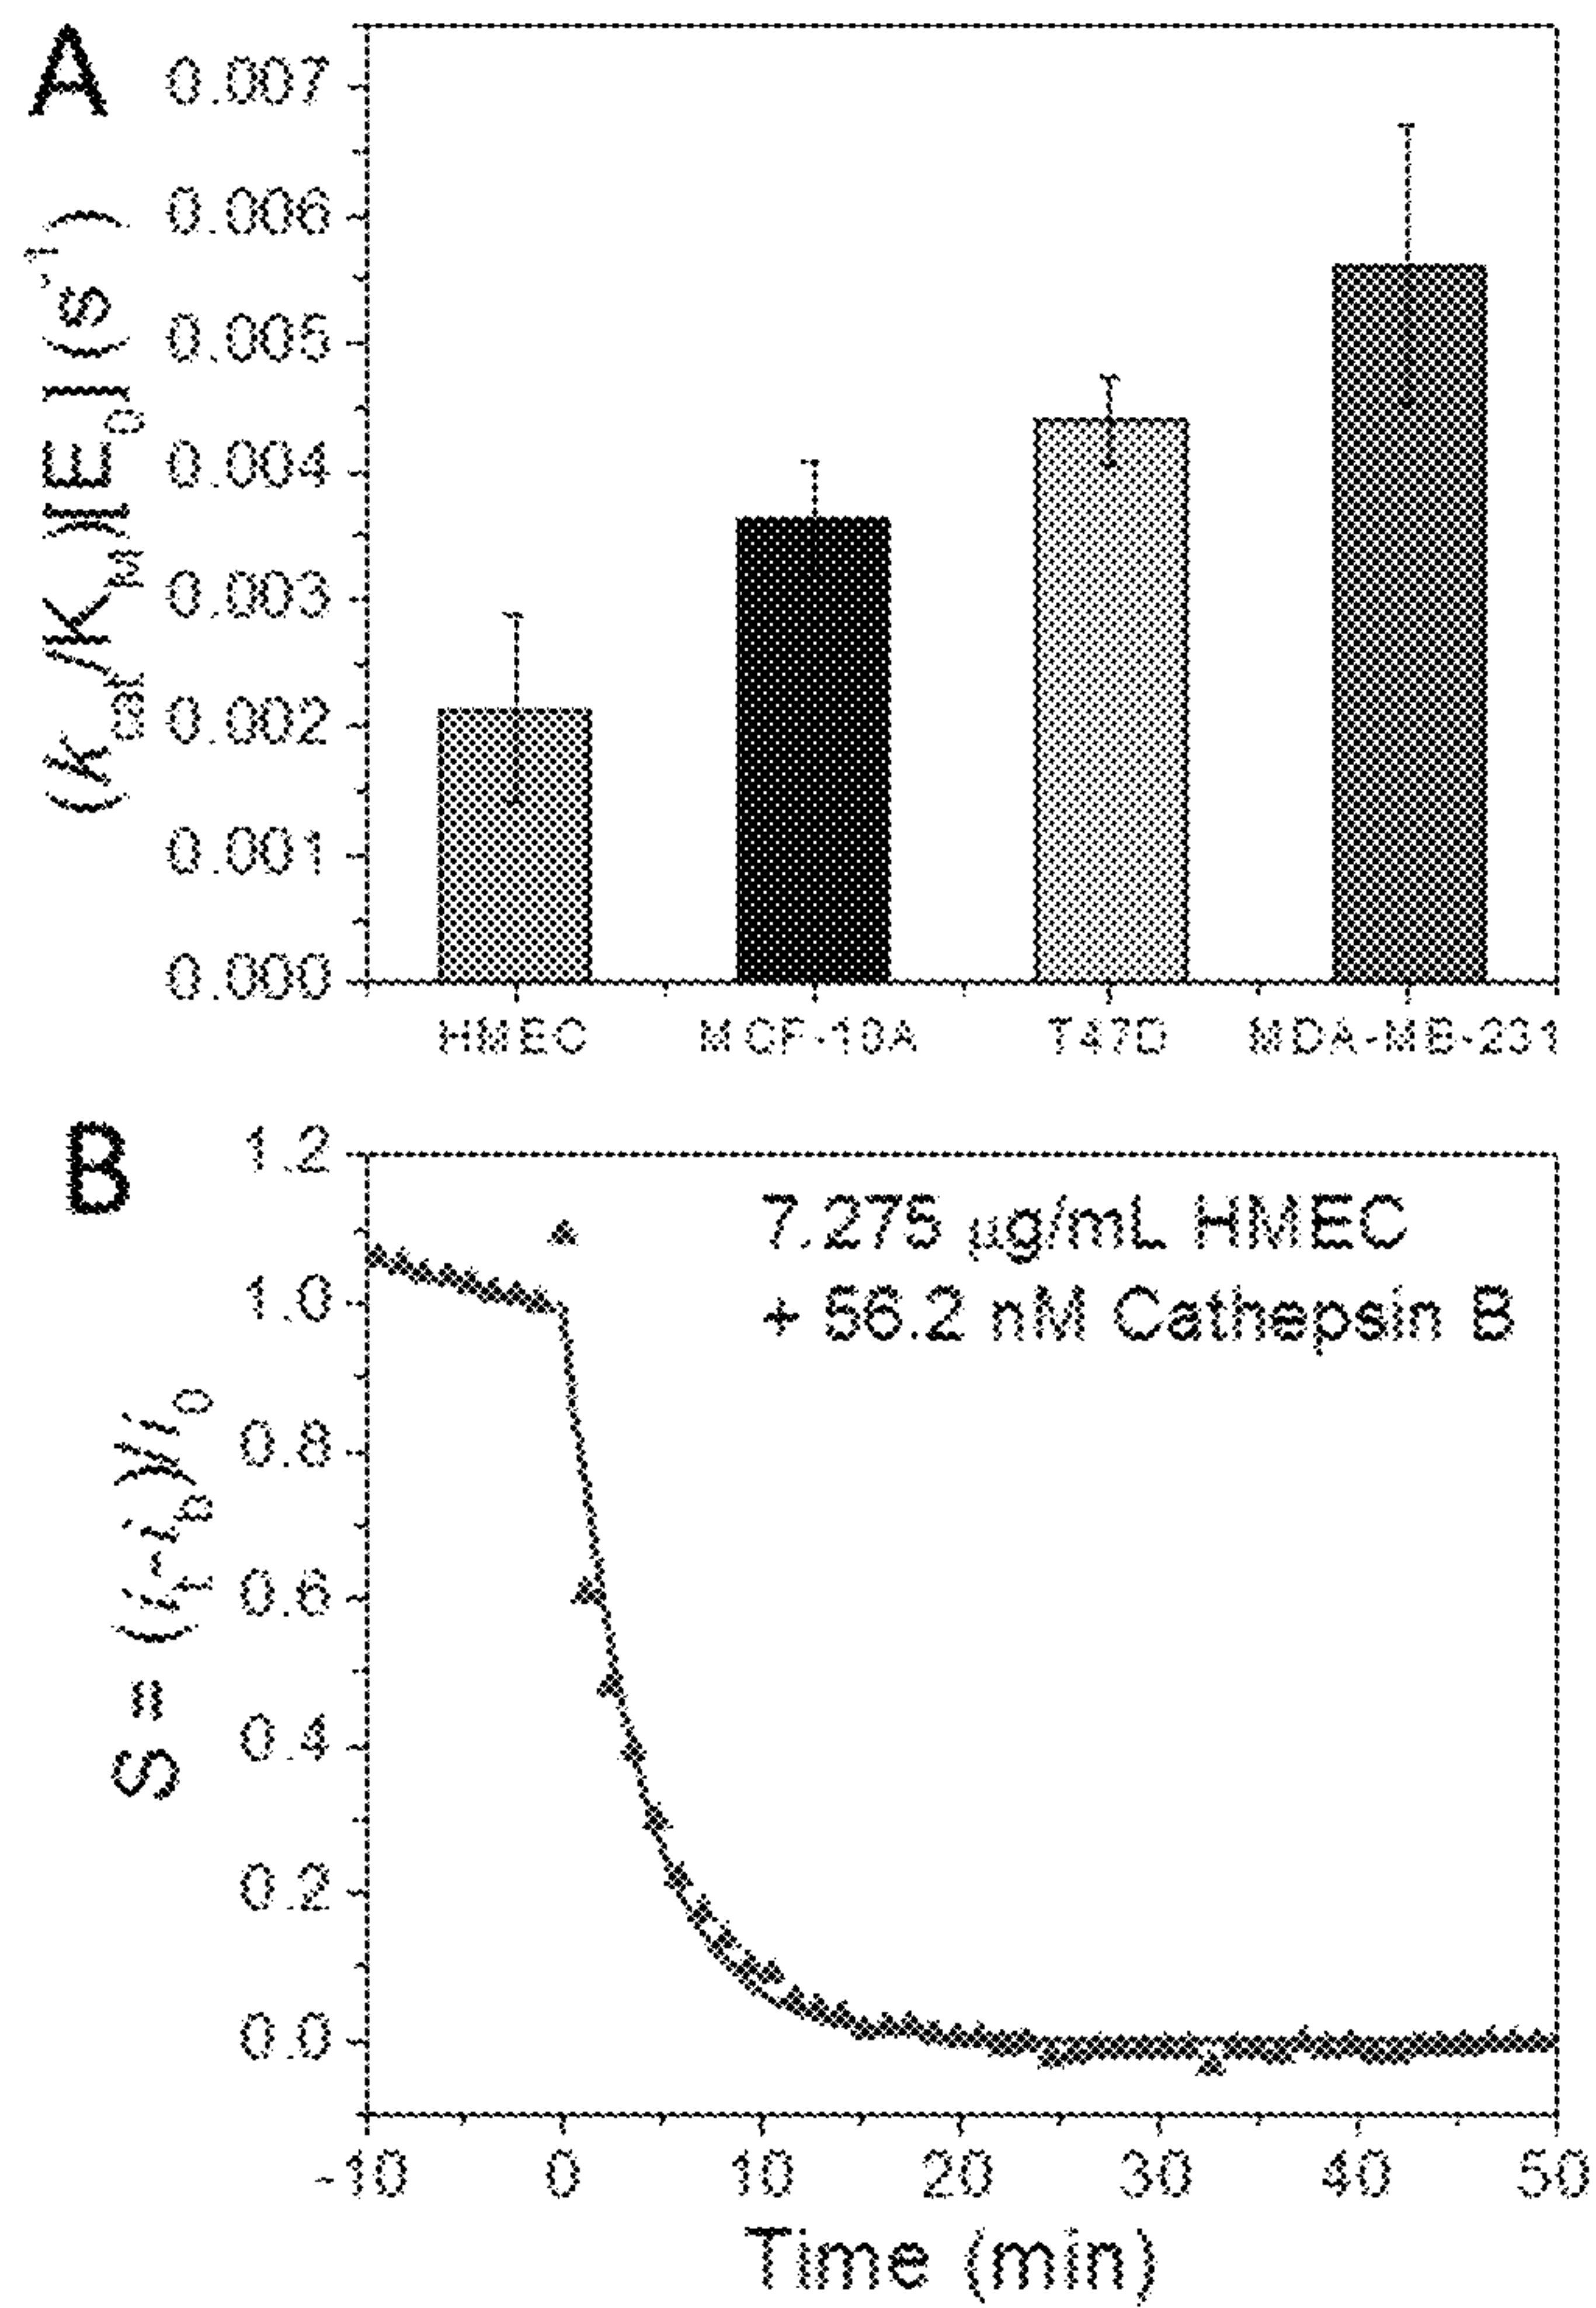 A
0.007
0.006
0.005
0.004
0.003
0.002
0.001
0.000
(kcat/KM)[E0](s-1)
HMEC MCF-10A T47D MDA-MB-231
B
1.2
1.0
0.8
0.6
0.4
0.2
0.0
S = (iT-iB)/i0
7.275 µg/mL HMEC
+ 56.2 nM Cathepsin B
-10 0 10 20 30 40 50
Time (min)